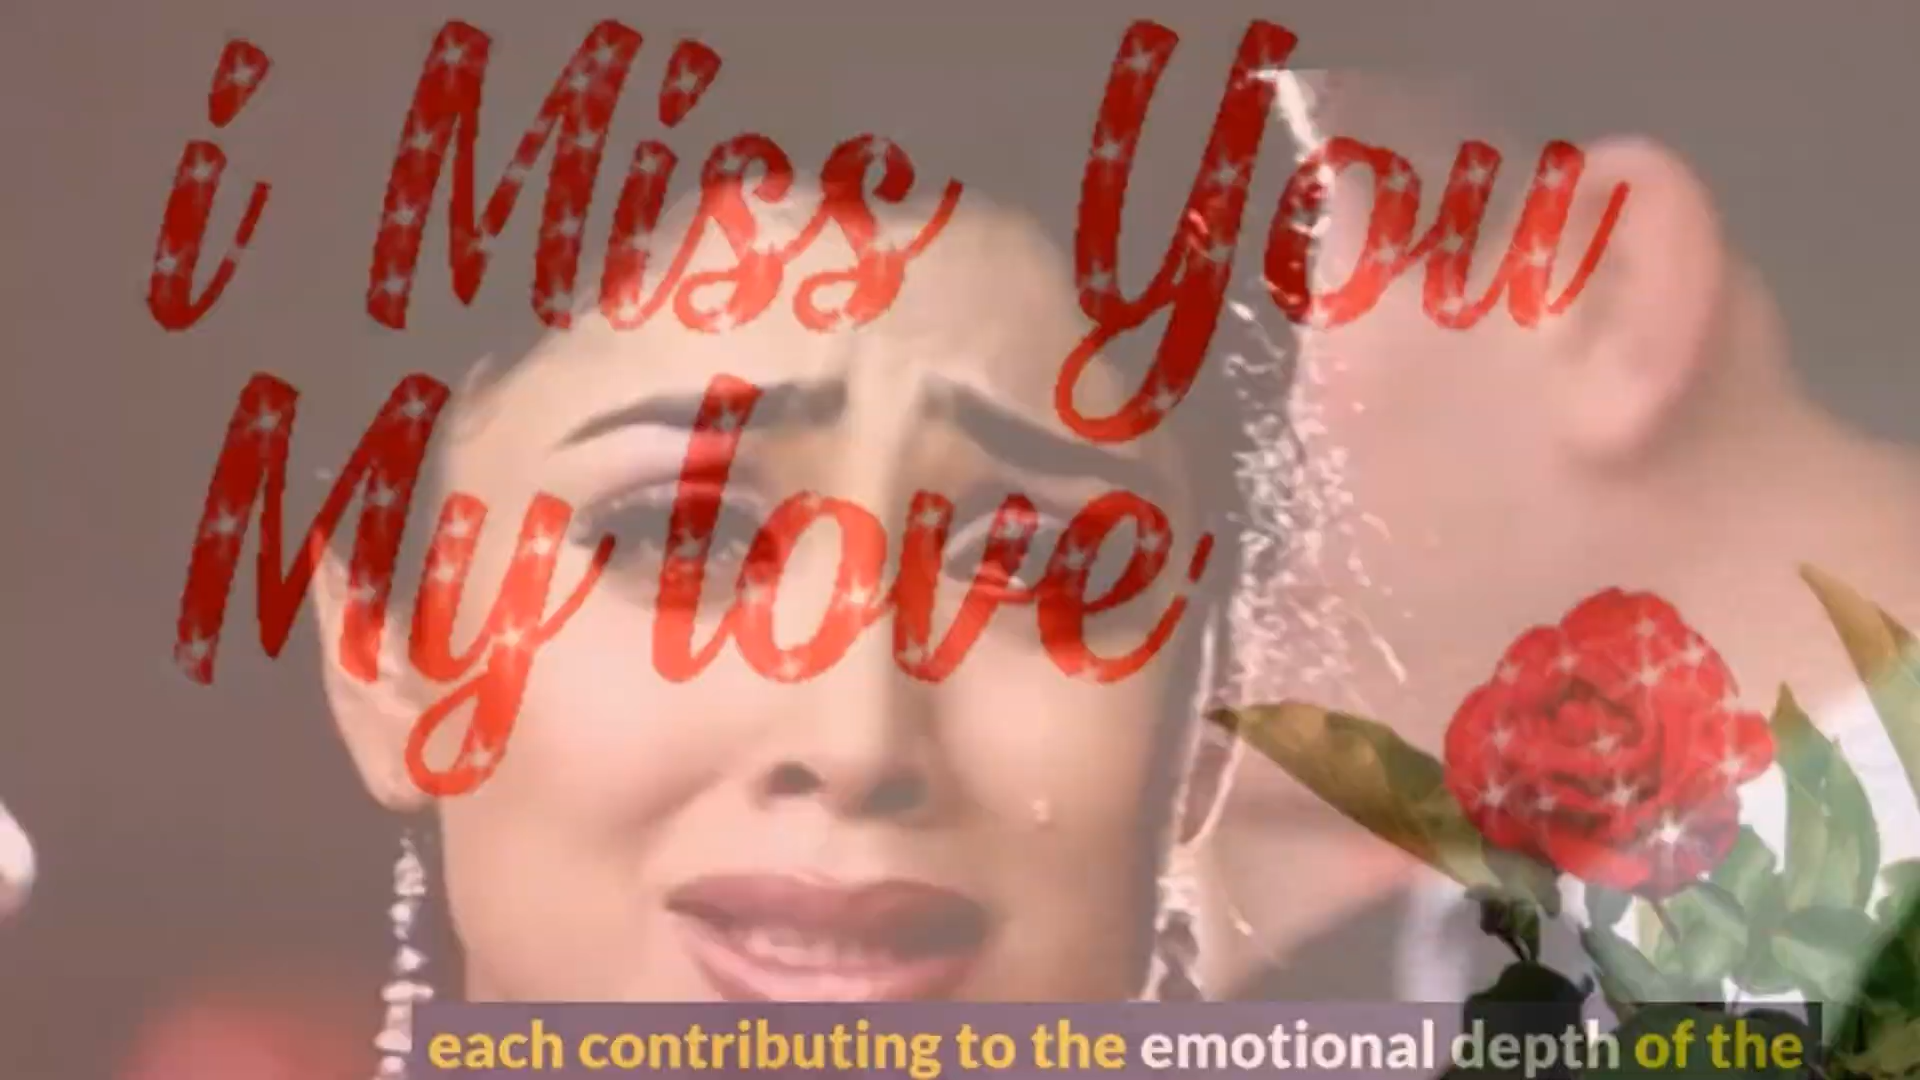 i Miss You
My love
each contributing to the emotional depth of the